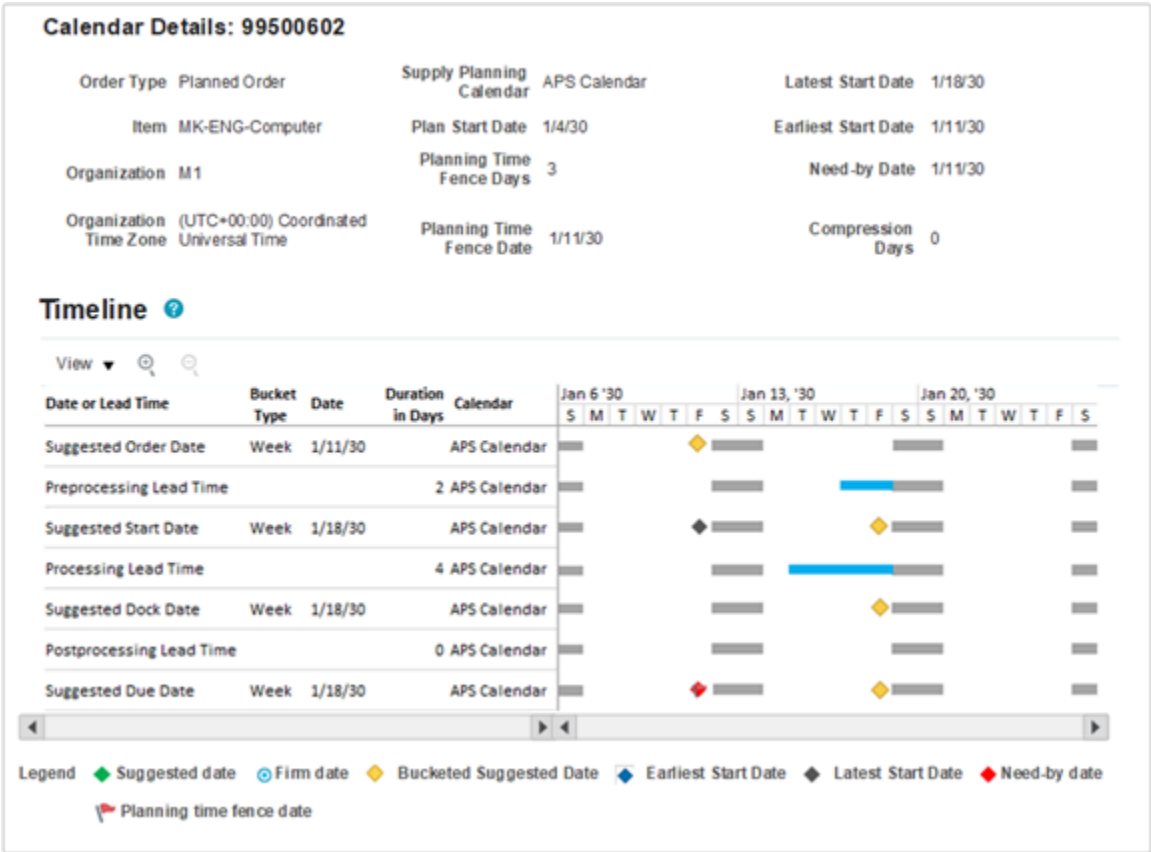 Calendar Details: 99500602
Order Type Planned Order
Supply Planning Calendar APS Calendar
Latest Start Date 1/18/30
Item MK-ENG-Computer
Plan Start Date 1/4/30
Earliest Start Date 1/11/30
Organization M1
Planning Time Fence Days 3
Need-by Date 1/11/30
Organization Time Zone (UTC+00:00) Coordinated Universal Time
Planning Time Fence Date 1/11/30
Compression Days 0
Timeline ?
View
Date or Lead Time Bucket Type Date Duration in Days Calendar Jan 6 '30 Jan 13, '30 Jan 20, '30
S M T W T F S S M T W T F S S M T W T F S
Suggested Order Date Week 1/11/30 APS Calendar
Preprocessing Lead Time 2 APS Calendar
Suggested Start Date Week 1/18/30 APS Calendar
Processing Lead Time 4 APS Calendar
Suggested Dock Date Week 1/18/30 APS Calendar
Postprocessing Lead Time 0 APS Calendar
Suggested Due Date Week 1/18/30 APS Calendar
Legend Suggested date Firm date Bucketed Suggested Date Earliest Start Date Latest Start Date Need-by date
Planning time fence date